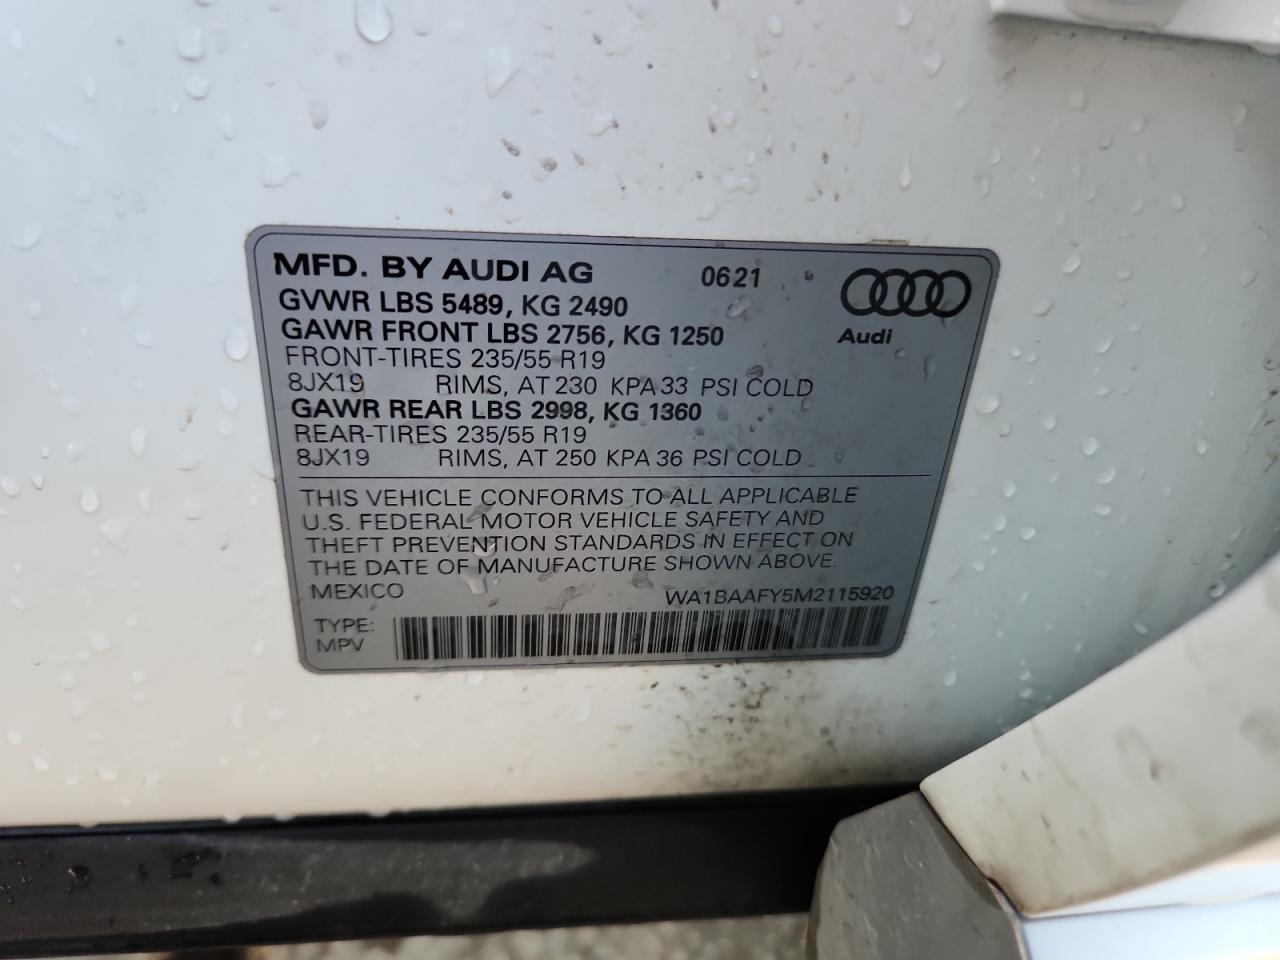 MFD. BY AUDI AG 0621
GVWR LBS 5489, KG 2490
GAWR FRONT LBS 2756, KG 1250
Audi
FRONT-TIRES 235/55 R19
8JX19 RIMS, AT 230 KPA 33 PSI COLD
GAWR REAR LBS 2998, KG 1360
REAR-TIRES 235/55 R19
8JX19 RIMS, AT 250 KPA 36 PSI COLD
THIS VEHICLE CONFORMS TO ALL APPLICABLE
U.S. FEDERAL MOTOR VEHICLE SAFETY AND
THEFT PREVENTION STANDARDS IN EFFECT ON
THE DATE OF MANUFACTURE SHOWN ABOVE.
MEXICO WA1BAAFY5M2115920
TYPE:
MPV